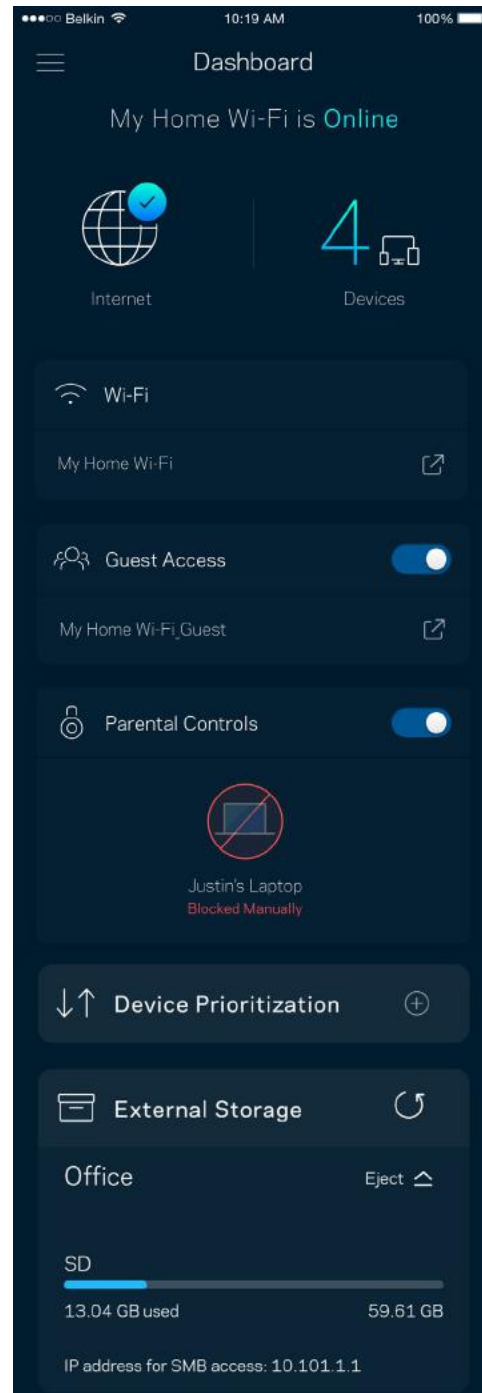 Belkin 10:19 AM 100%
Dashboard
My Home Wi-Fi is Online
4
Internet Devices
Wi-Fi
My Home Wi-Fi
Guest Access
My Home Wi-Fi_Guest
Parental Controls
Justin's Laptop
Blocked Manually
Device Prioritization
External Storage
Office Eject
SD
13.04 GB used 59.61 GB
IP address for SMB access: 10.101.1.1